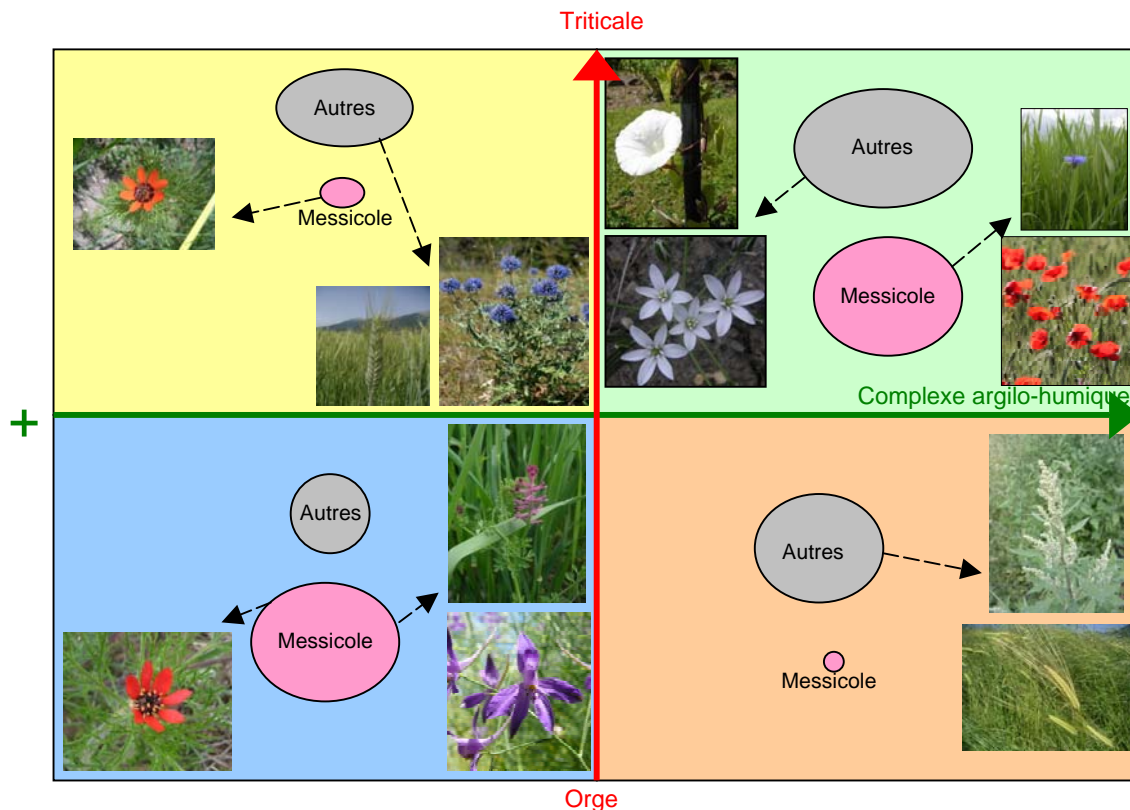 Triticale
Autres
Messicole
Autres
Messicole
Complexe argilo-humique
+
Autres
Messicole
Autres
Messicole
Orge